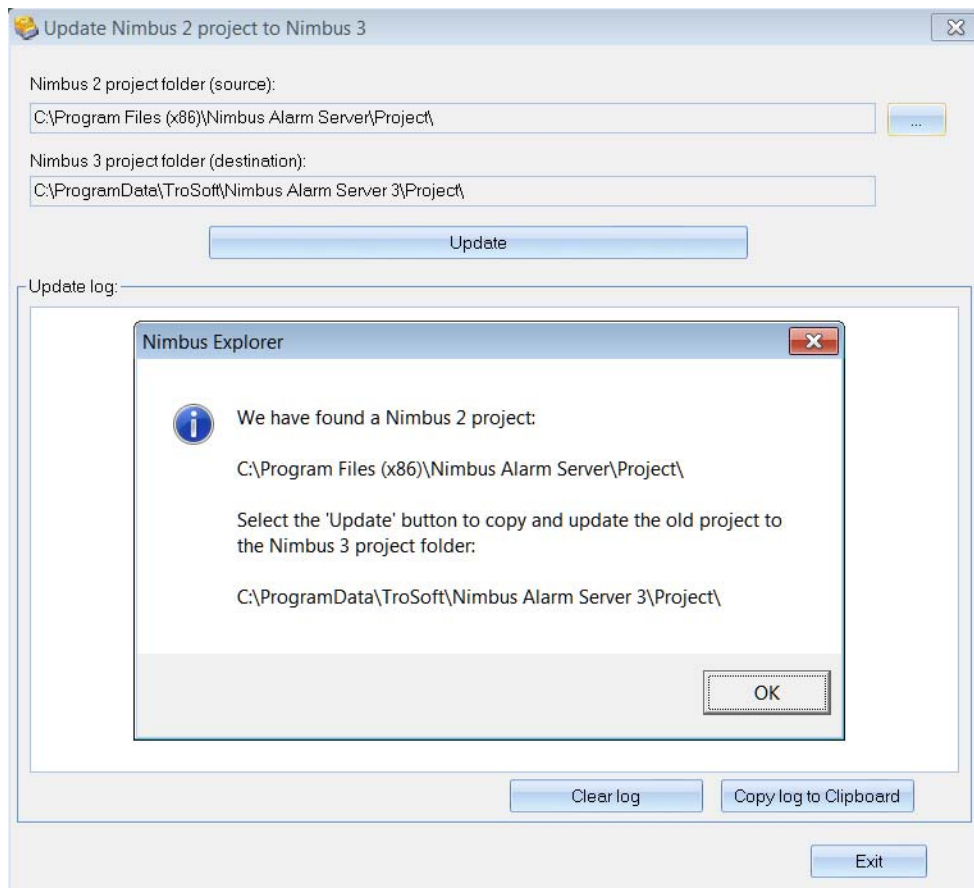 Update Nimbus 2 project to Nimbus 3
Nimbus 2 project folder (source):
C:\Program Files (x86)\Nimbus Alarm Server\Project\
...
Nimbus 3 project folder (destination):
C:\ProgramData\TroSoft\Nimbus Alarm Server 3\Project\
Update
Update log:
Nimbus Explorer
We have found a Nimbus 2 project:
C:\Program Files (x86)\Nimbus Alarm Server\Project\
Select the 'Update' button to copy and update the old project to
the Nimbus 3 project folder:
C:\ProgramData\TroSoft\Nimbus Alarm Server 3\Project\
OK
Clear log
Copy log to Clipboard
Exit